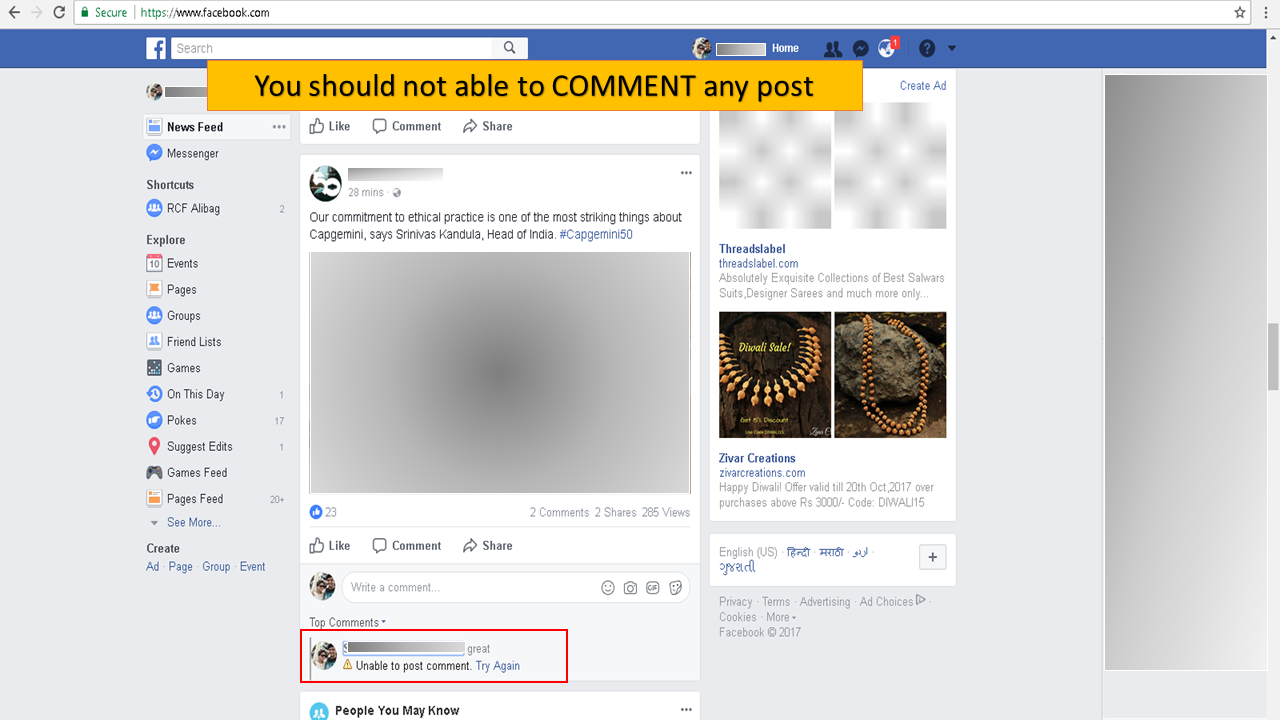 Secure
https://www.facebook.com
Search
Home
1
You should not able to COMMENT any post
News Feed
Messenger
Shortcuts
RCF Alibag 2
Explore
10 Events
Pages
Groups
Friend Lists
Games
On This Day 1
Pokes 17
Suggest Edits 1
Games Feed
Pages Feed 20+
See More...
Create
Ad · Page · Group · Event
Like Comment Share
28 mins ·
Our commitment to ethical practice is one of the most striking things about
Capgemini, says Srinivas Kandula, Head of India. #Capgemini50
23 2 Comments 2 Shares 285 Views
Like Comment Share
Write a comment...
GIF
Top Comments
great
Unable to post comment. Try Again
People You May Know
Create Ad
Threadslabel
threadslabel.com
Absolutely Exquisite Collections of Best Salwars
Suits,Designer Sarees and much more only...
Diwali Sale!
Get 15% Discount
Use Code DIWALI15
Zivar Creations
zivarcreations.com
Happy Diwali! Offer valid till 20th Oct,2017 over
purchases above Rs 3000/- Code: DIWALI15
English (US) · हिन्दी · मराठी · اردو ·
ગુજરાતી
Privacy · Terms · Advertising · Ad Choices ·
Cookies · More
Facebook © 2017